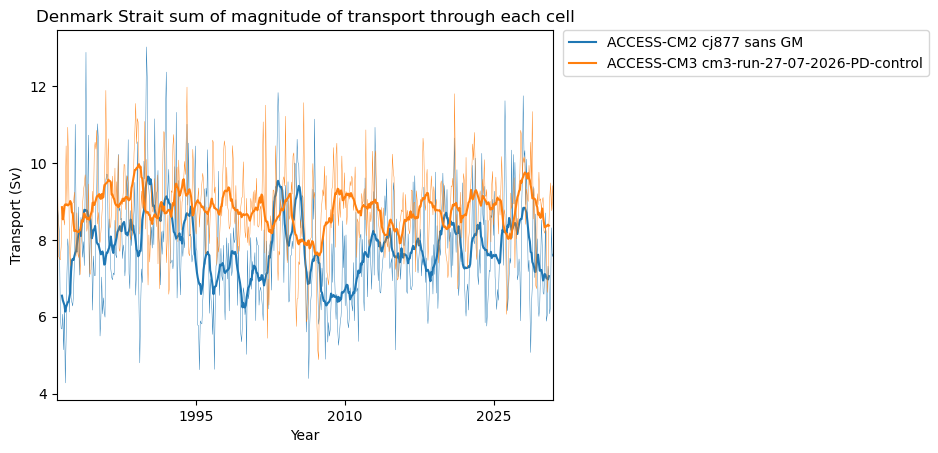 Denmark Strait sum of magnitude of transport through each cell
ACCESS-CM2 cj877 sans GM
ACCESS-CM3 cm3-run-27-07-2026-PD-control
12
10
8
6
4
Transport (Sv)
1995
2010
2025
Year